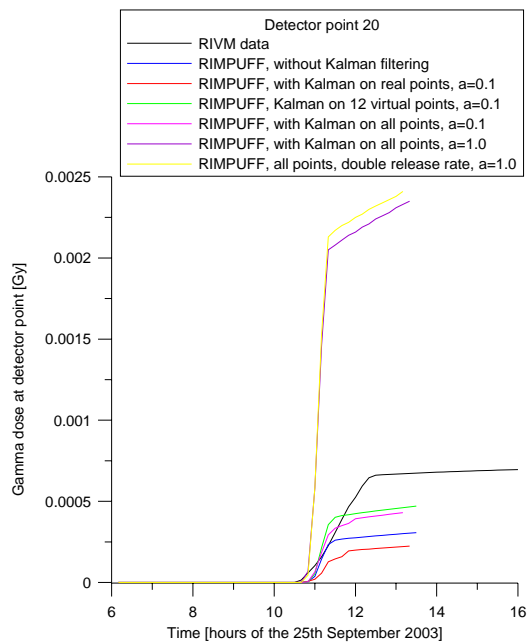 Detector point 20
RIVM data
RIMPUFF, without Kalman filtering
RIMPUFF, with Kalman on real points, a=0.1
RIMPUFF, Kalman on 12 virtual points, a=0.1
RIMPUFF, with Kalman on all points, a=0.1
RIMPUFF, with Kalman on all points, a=1.0
RIMPUFF, all points, double release rate, a=1.0
0.0025
0.002
0.0015
0.001
0.0005
0
Gamma dose at detector point [Gy]
6 8 10 12 14 16
Time [hours of the 25th September 2003)